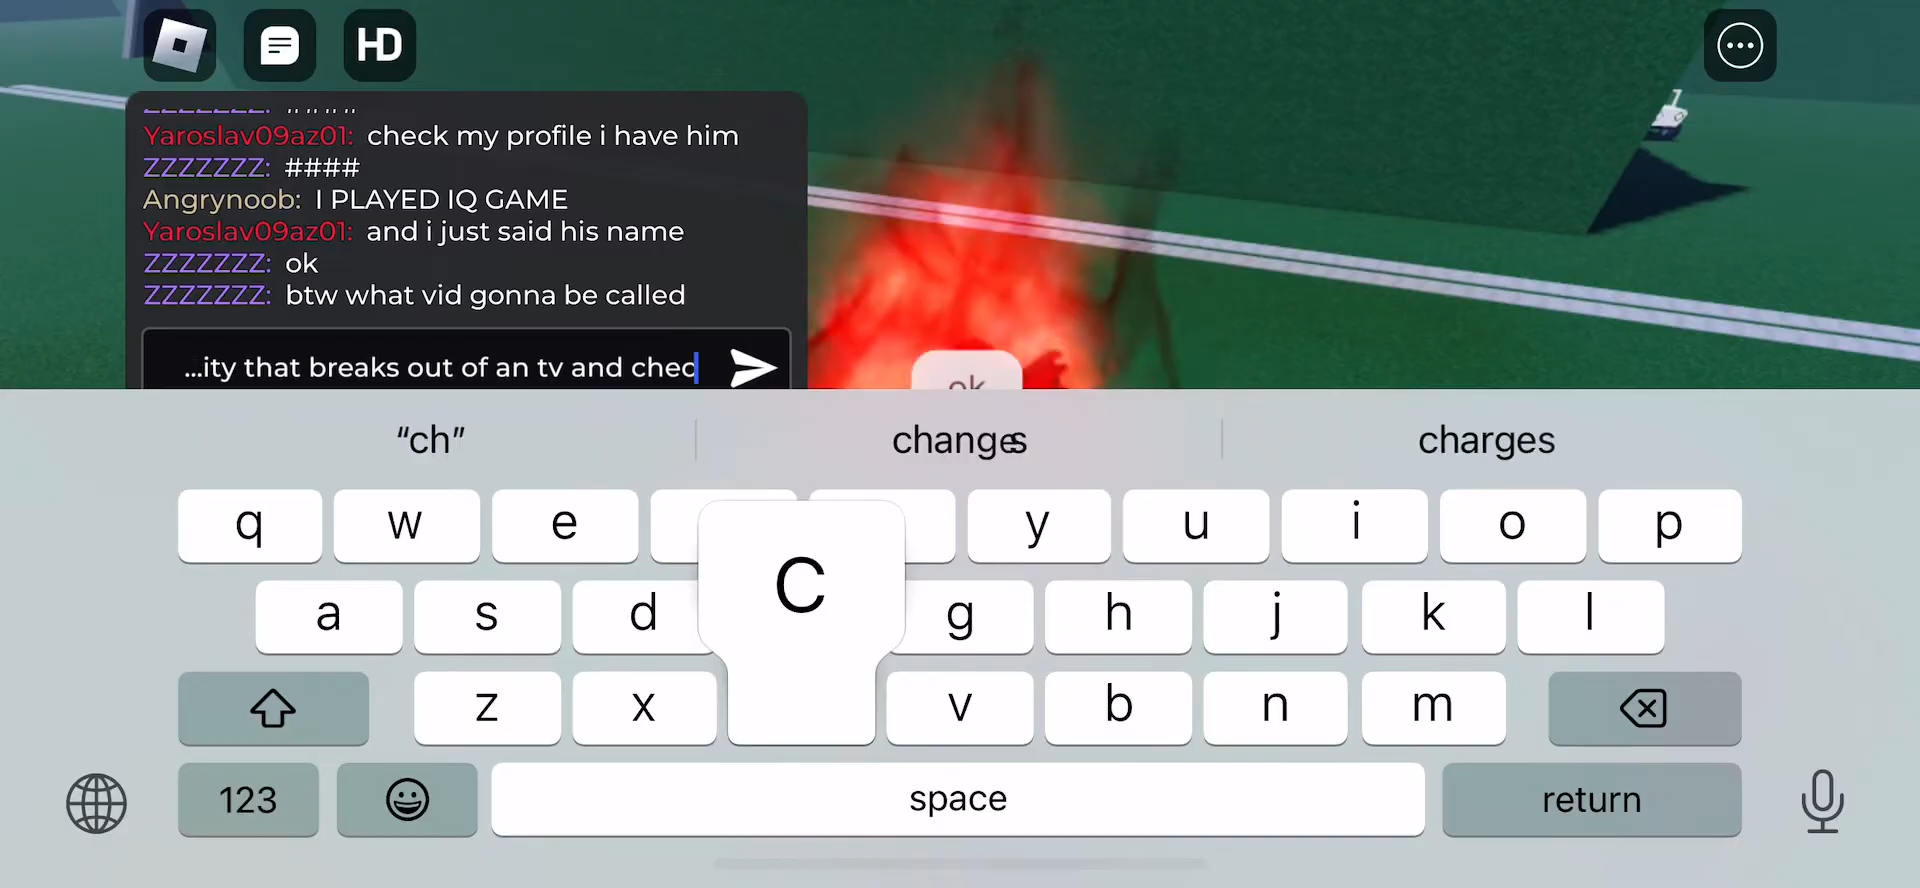 HD
ZZZZZZZ: ####
Yaroslav09az01: check my profile i have him
ZZZZZZZ: ####
Angrynoob: I PLAYED IQ GAME
Yaroslav09az01: and i just said his name
ZZZZZZZ: ok
ZZZZZZZ: btw what vid gonna be called
...ity that breaks out of an tv and chec
ok
“ch” changes charges
q w e y u i o p
a s d g h j k l
C
z x v b n m
123 space return